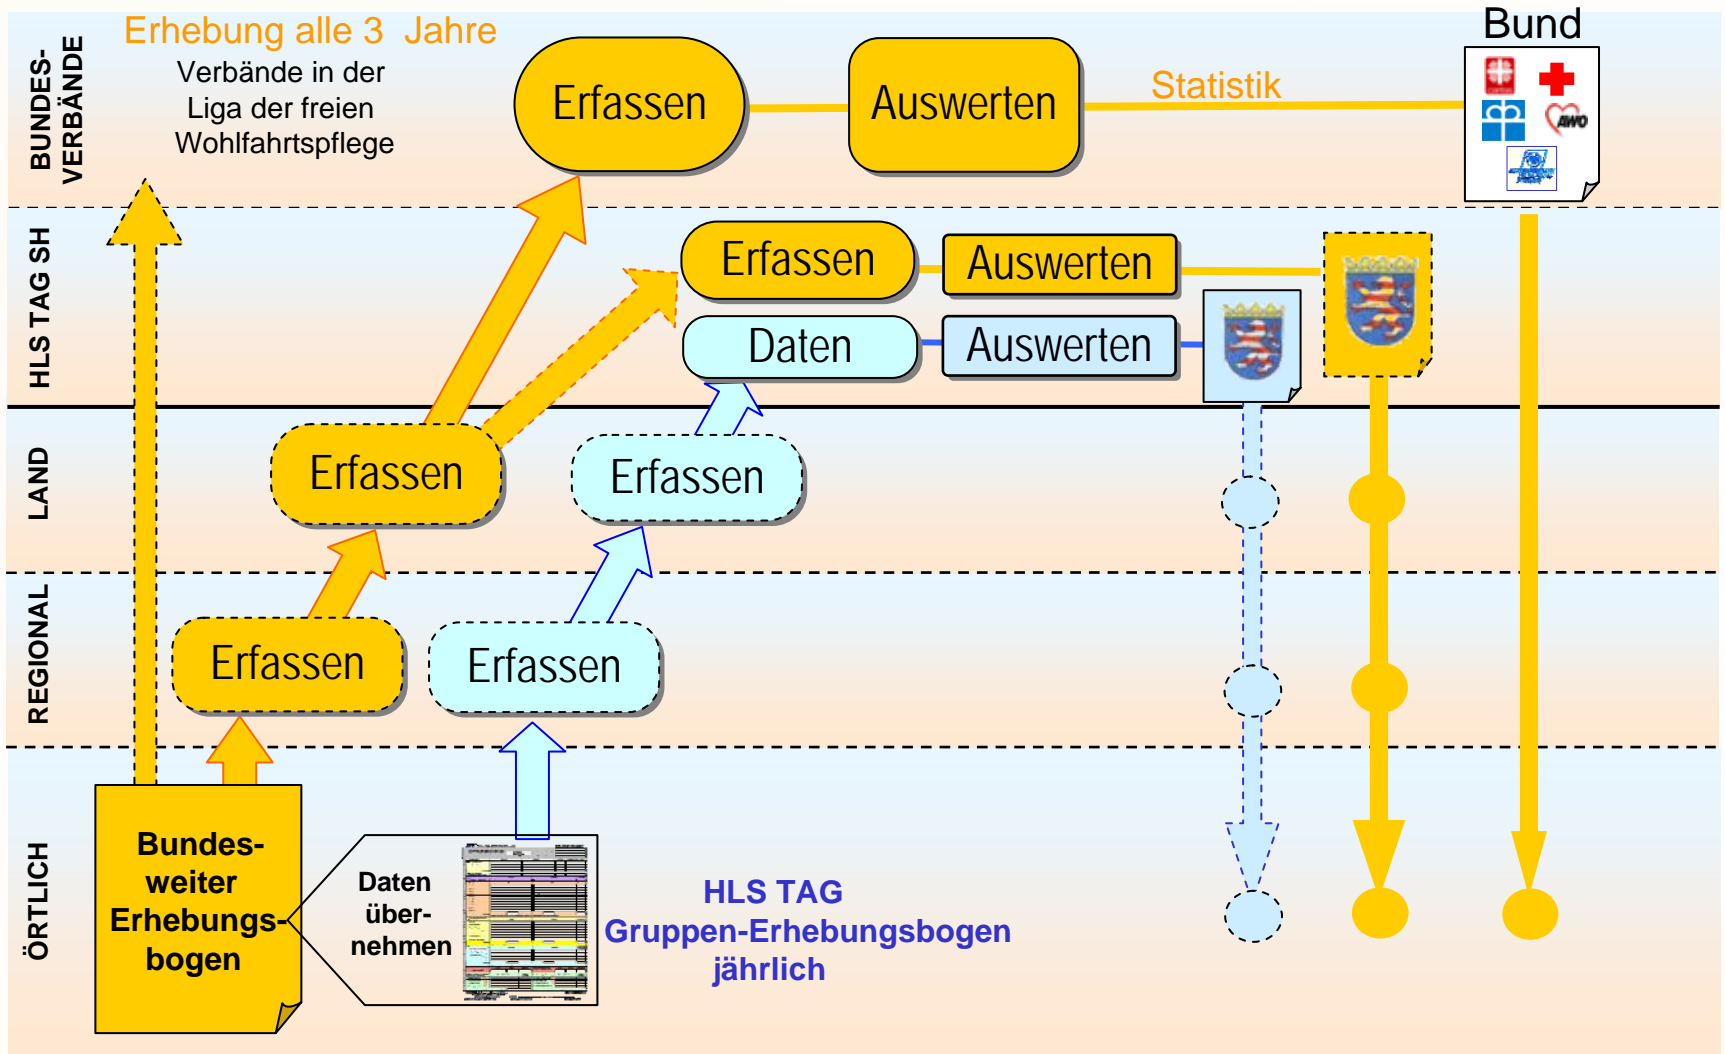 Erhebung alle 3 Jahre
Verbände in der
Liga der freien
Wohlfahrtspflege
BUNDES-
VERBÄNDE
Erfassen
Auswerten
Statistik
Bund
AWO
HLS TAG SH
Erfassen
Auswerten
Daten
Auswerten
LAND
Erfassen
Erfassen
REGIONAL
Erfassen
Erfassen
ÖRTLICH
Bundes-
weiter
Erhebungs-
bogen
Daten
über-
nehmen
HLS TAG
Gruppen-Erhebungsbogen
jährlich